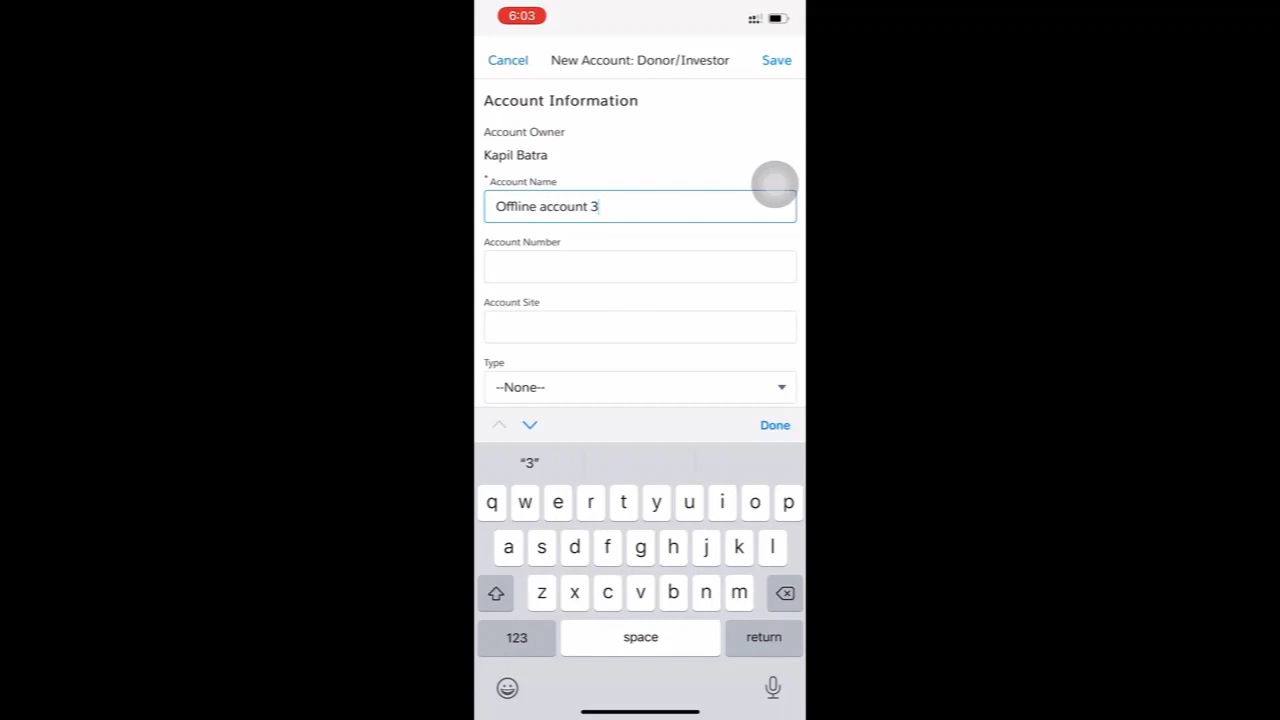 6:03
Cancel New Account: Donor/Investor Save
Account Information
Account Owner
Kapil Batra
* Account Name
Offline account 3
Account Number
Account Site
Type
--None--
Done
“3”
q w e r t y u i o p
a s d f g h j k l
z x c v b n m
123 space return